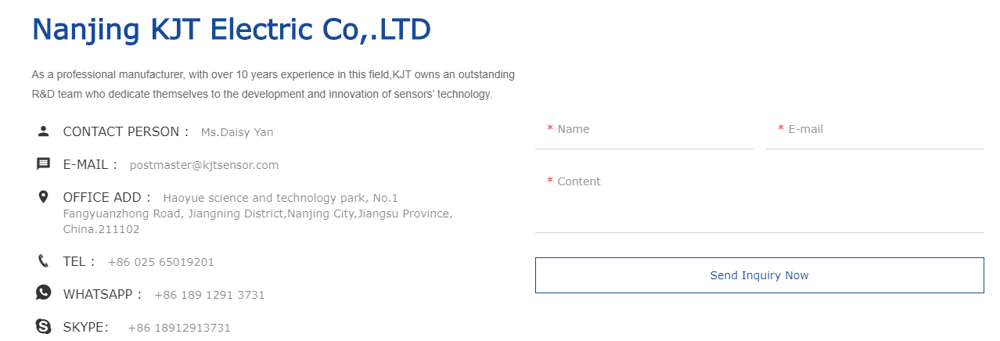 Nanjing KJT Electric Co,.LTD
As a professional manufacturer, with over 10 years experience in this field,KJT owns an outstanding
R&D team who dedicate themselves to the development and innovation of sensors' technology.
CONTACT PERSON : Ms.Daisy Yan
E-MAIL : postmaster@kjtsensor.com
OFFICE ADD : Haoyue science and technology park, No.1
Fangyuanzhong Road, Jiangning District,Nanjing City,Jiangsu Province,
China.211102
TEL : +86 025 65019201
WHATSAPP : +86 189 1291 3731
SKYPE: +86 18912913731
* Name
* E-mail
* Content
Send Inquiry Now